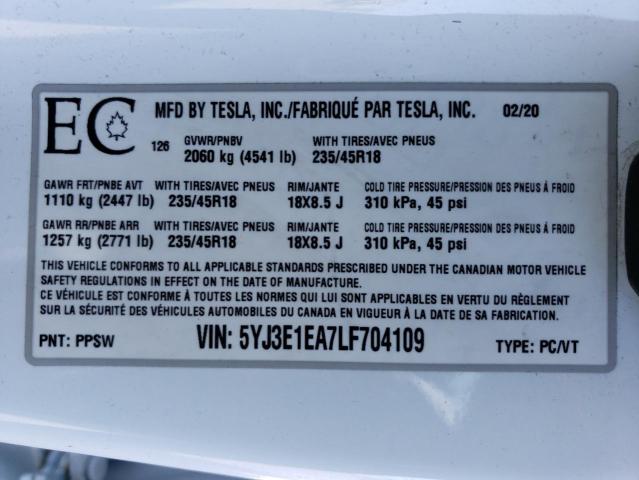 EC MFD BY TESLA, INC./FABRIQUÉ PAR TESLA, INC. 02/20
126 GVWR/PNBV WITH TIRES/AVEC PNEUS
2060 kg (4541 lb) 235/45R18
GAWR FRT/PNBE AVT WITH TIRES/AVEC PNEUS RIM/JANTE COLD TIRE PRESSURE/PRESSION DES PNEUS À FROID
1110 kg (2447 lb) 235/45R18 18X8.5 J 310 kPa, 45 psi
GAWR RR/PNBE ARR WITH TIRES/AVEC PNEUS RIM/JANTE COLD TIRE PRESSURE/PRESSION DES PNEUS À FROID
1257 kg (2771 lb) 235/45R18 18X8.5 J 310 kPa, 45 psi
THIS VEHICLE CONFORMS TO ALL APPLICABLE STANDARDS PRESCRIBED UNDER THE CANADIAN MOTOR VEHICLE
SAFETY REGULATIONS IN EFFECT ON THE DATE OF MANUFACTURE.
CE VÉHICULE EST CONFORME À TOUTES LES NORMES QUI LUI SONT APPLICABLES EN VERTU DU RÈGLEMENT
SUR LA SÉCURITÉ DES VÉHICULES AUTOMOBILES DU CANADA EN VIGUEUR À LA DATE DE SA FABRICATION.
PNT: PPSW VIN: 5YJ3E1EA7LF704109 TYPE: PC/VT